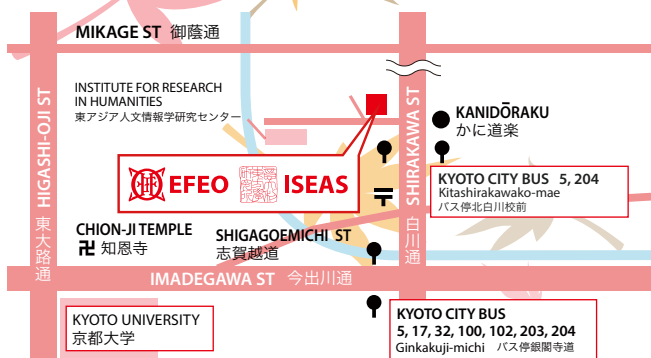 MIKAGE ST 御蔭通
HIGASHI-OJI ST 東大路通
INSTITUTE FOR RESEARCH
IN HUMANITIES
東アジア人文情報学研究センター
SHIRAKAWA ST 白川通
KANIDŌRAKU
かに道楽
EFEO ISEAS
KYOTO CITY BUS 5, 204
Kitashirakawako-mae
バス停北白川校前
CHION-JI TEMPLE
卍 知恩寺
SHIGAGOEMICHI ST
志賀越道
IMADEGAWA ST 今出川通
KYOTO UNIVERSITY
京都大学
KYOTO CITY BUS
5, 17, 32, 100, 102, 203, 204
Ginkakuji-michi バス停銀閣寺道